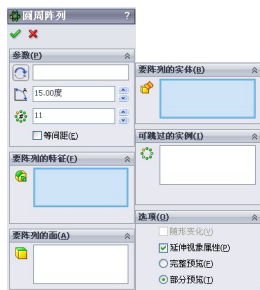 圆周阵列 ?
参数(P)
15.00度
11
等间距(E)
要阵列的特征(F)
要阵列的面(A)
要阵列的实体(B)
可跳过的实例(I)
选项(O)
随形变化(V)
延伸视象属性(P)
完整预览(F)
部分预览(T)